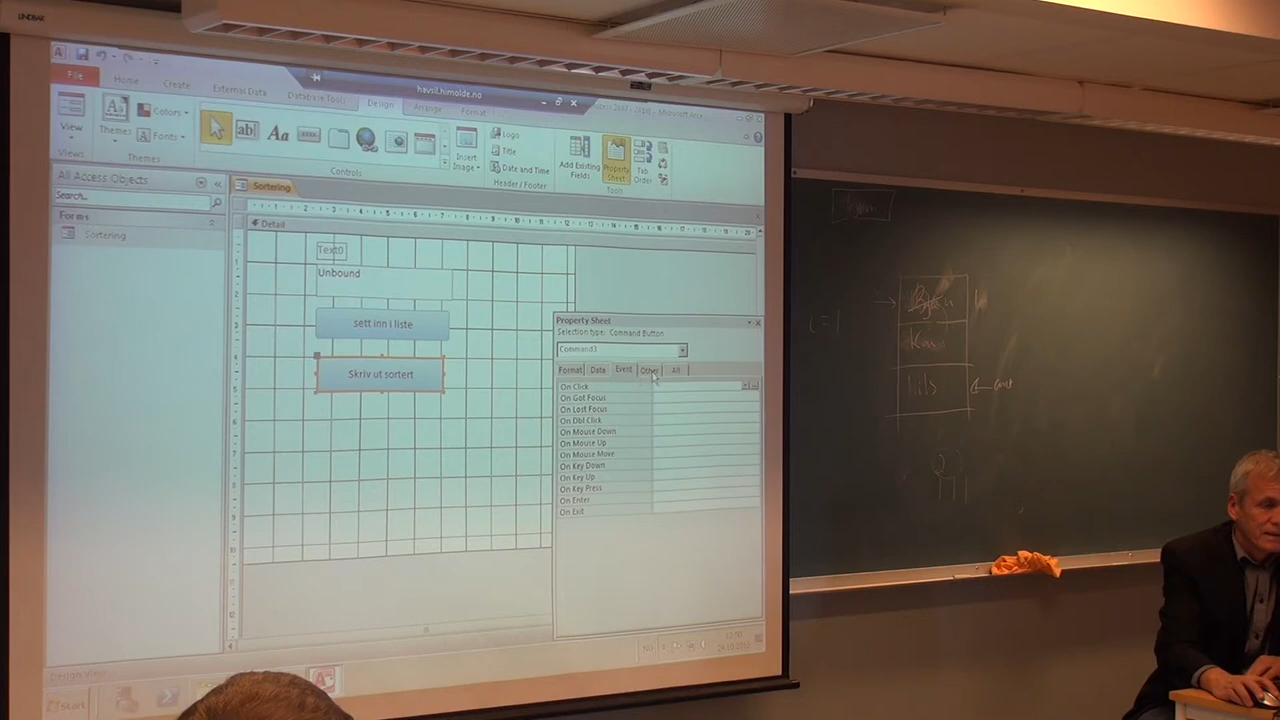 havsil.himolde.no
File
Home
Create
External Data
Database Tools
Design
Arrange
Format
View
Themes
Colors
Fonts
Insert
Image
Logo
Title
Date and Time
Add Existing
Fields
Property
Sheet
Tab
Order
Views
Themes
Controls
Header / Footer
Tools
All Access Objects
Search...
Forms
Sortering
Sortering
Detail
Text0
Unbound
sett inn i liste
Skriv ut sortert
Property Sheet
Selection type: Command Button
Command3
Format
Data
Event
Other
All
On Click
On Got Focus
On Lost Focus
On Dbl Click
On Mouse Down
On Mouse Up
On Mouse Move
On Key Down
On Key Up
On Key Press
On Enter
On Exit
Design View
Start
NO
i = 1